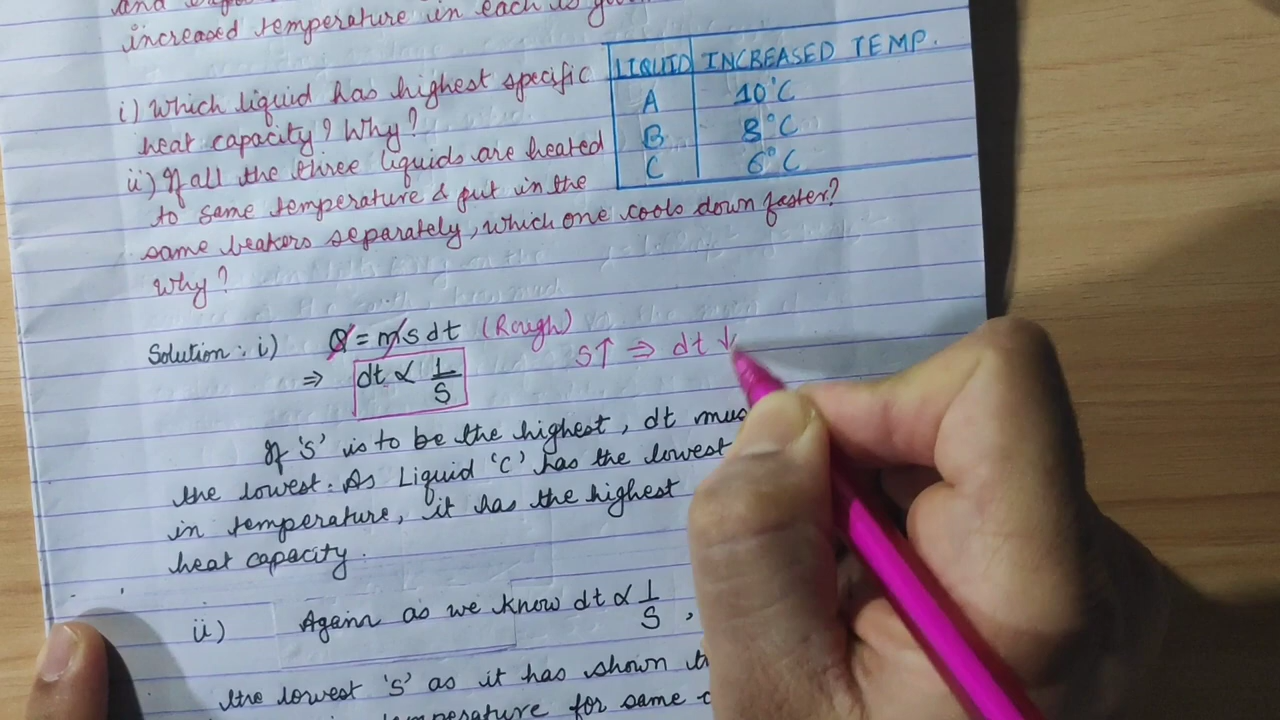 increased temperature in each is
LIQUID INCREASED TEMP.
A 10°C
B 8°C
C 6°C
i) Which liquid has highest specific
heat capacity? Why?
ii) If all the three liquids are heated
to same temperature & put in the
same beakers separately, which one cools down faster?
Why?
Solution: i) Q = msdt (Rough)
⇒ dt ∝ 1/S
S↑ ⇒ dt ↓
If 'S' is to be the highest, dt
the lowest. As Liquid 'C' has the lowest
in temperature, it has the highest
heat capacity.
ii) Again as we know dt ∝ 1/S,
the lowest 'S' as it has shown
temperature for same